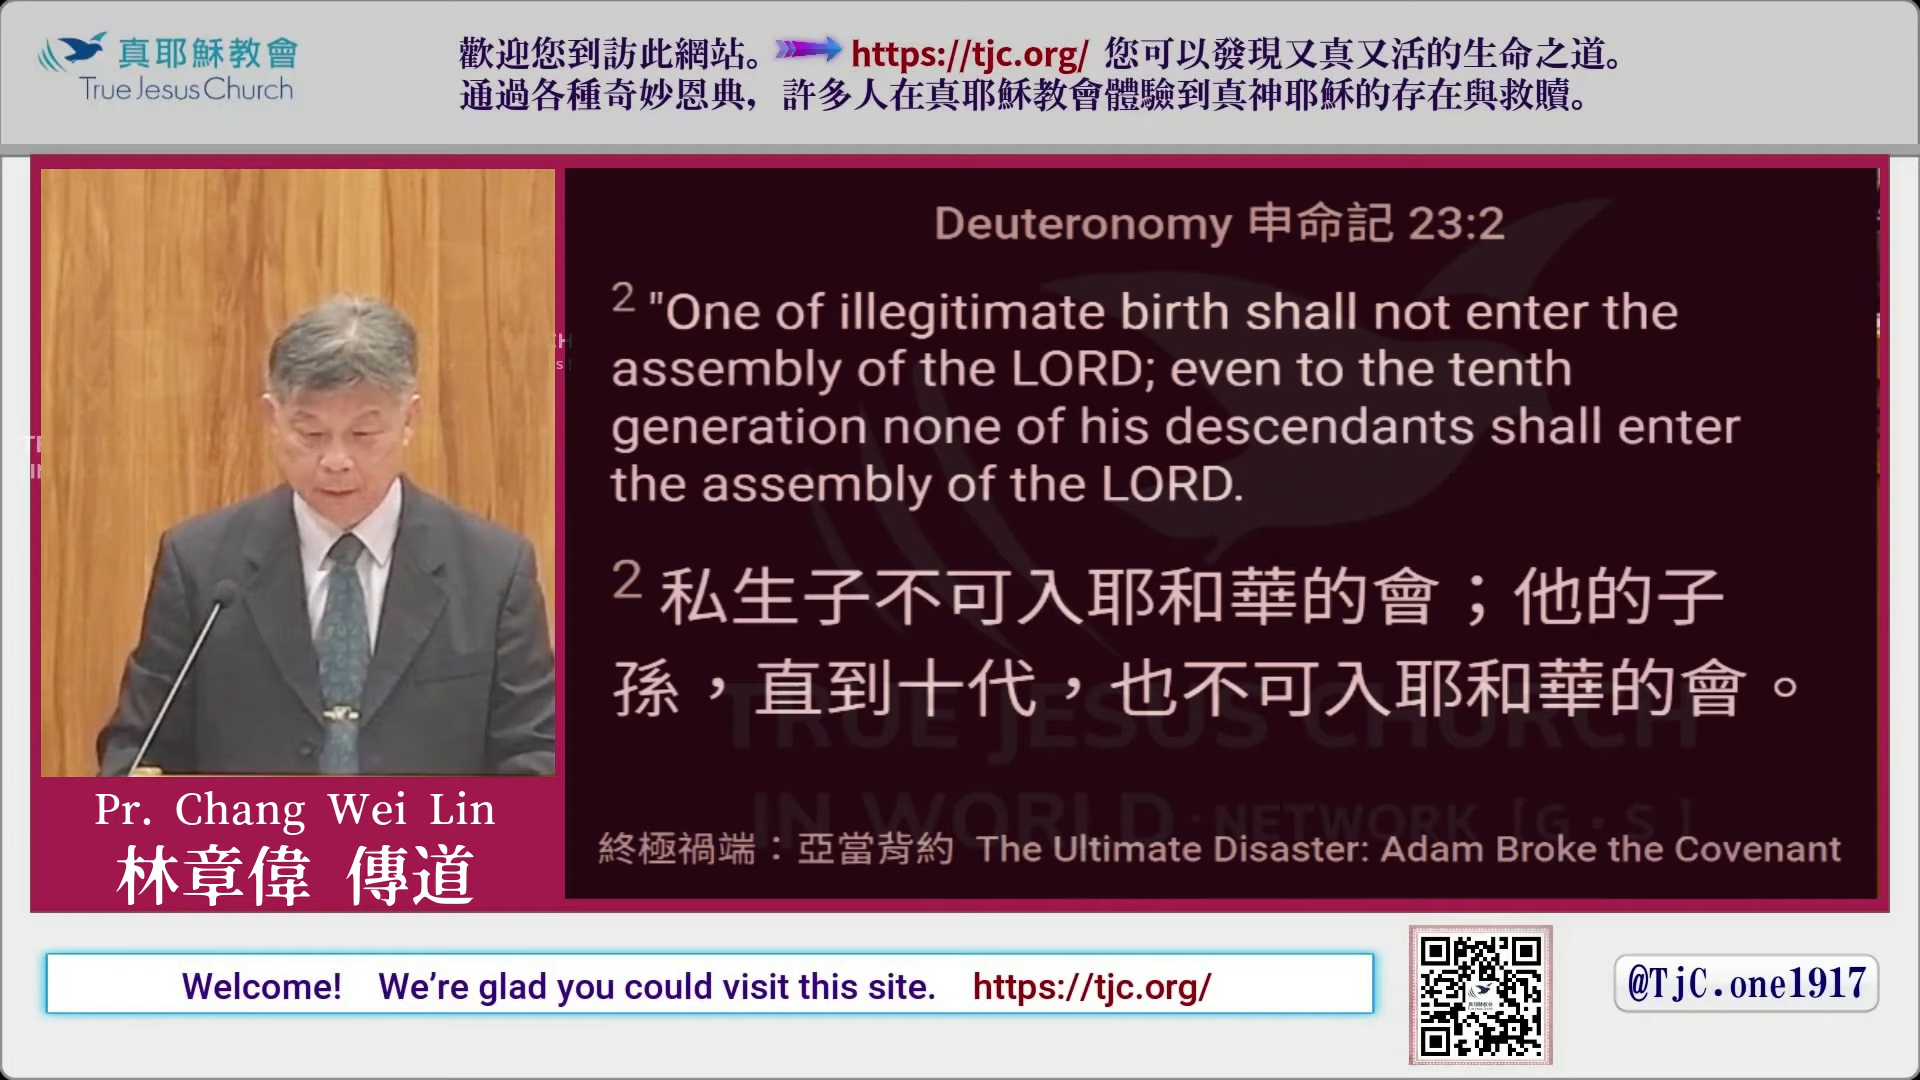 真耶穌教會
True Jesus Church
歡迎您到訪此網站。 https://tjc.org/ 您可以發現又真又活的生命之道。
通過各種奇妙恩典，許多人在真耶穌教會體驗到真神耶穌的存在與救贖。
Deuteronomy 申命記 23:2
2 "One of illegitimate birth shall not enter the
assembly of the LORD; even to the tenth
generation none of his descendants shall enter
the assembly of the LORD.
2 私生子不可入耶和華的會；他的子
孫，直到十代，也不可入耶和華的會。
TRUE JESUS CHURCH
IN WORLD · NETWORK [G·S]
終極禍端：亞當背約 The Ultimate Disaster: Adam Broke the Covenant
Pr. Chang Wei Lin
林章偉 傳道
Welcome! We’re glad you could visit this site. https://tjc.org/
@TjC.one1917